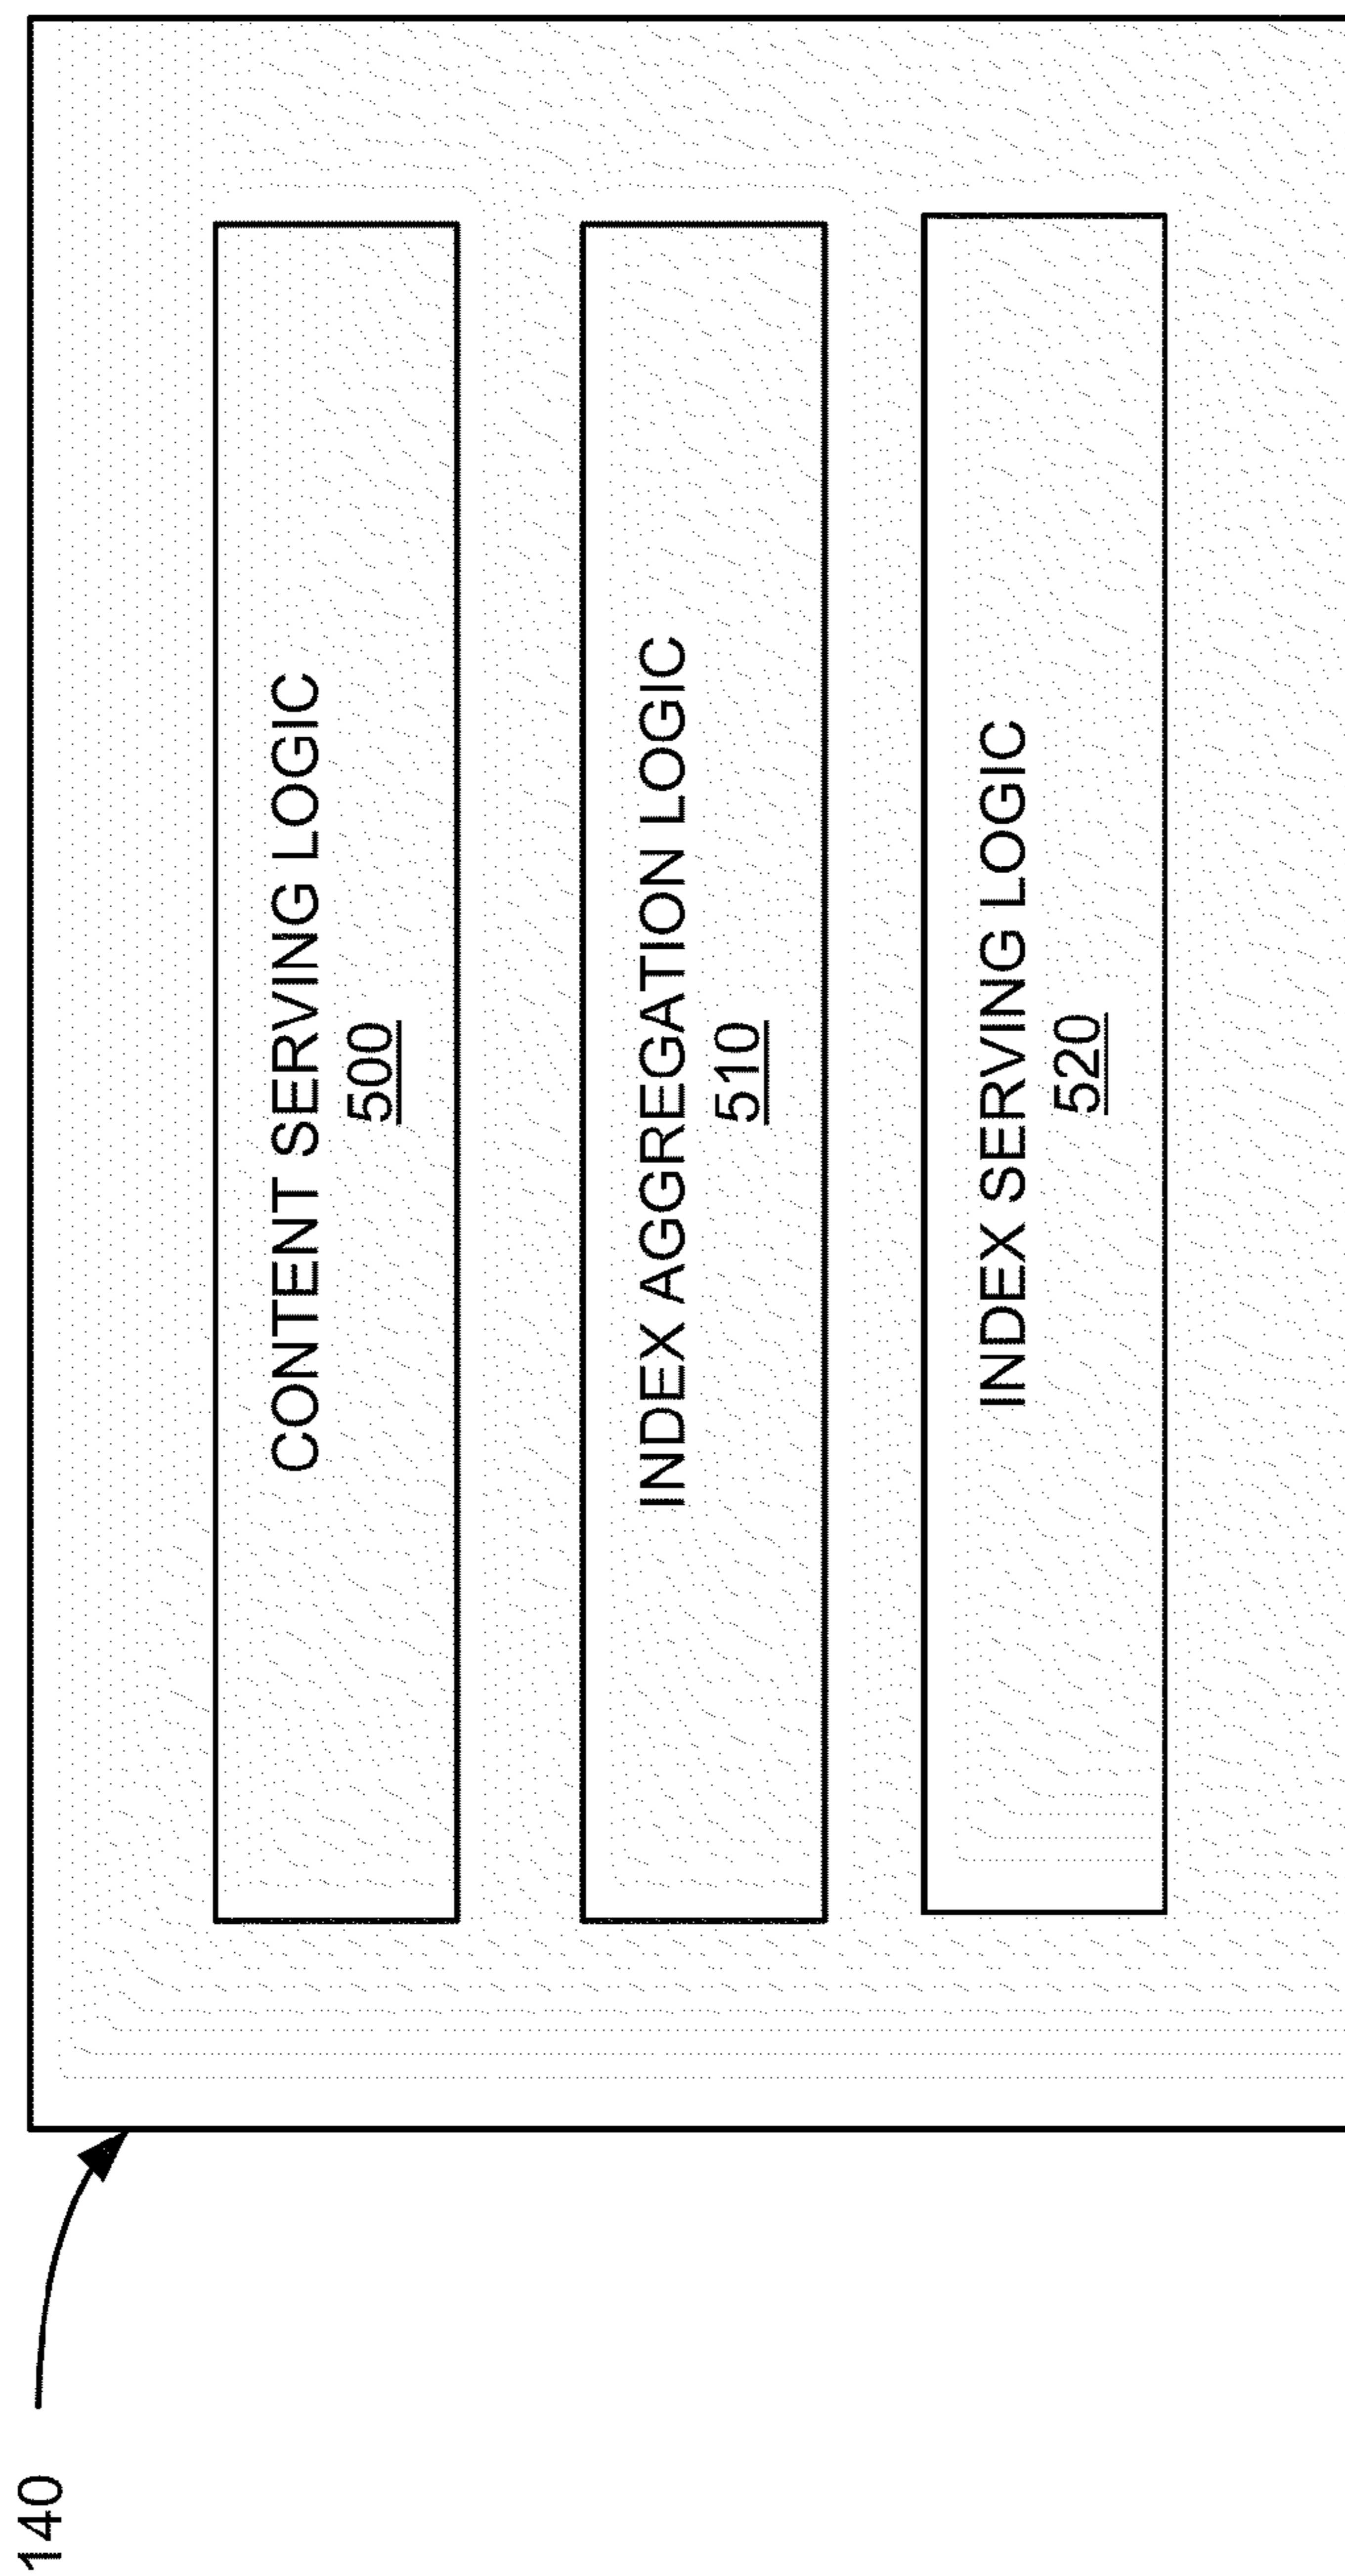 140
CONTENT SERVING LOGIC
500
INDEX AGGREGATION LOGIC
510
INDEX SERVING LOGIC
520